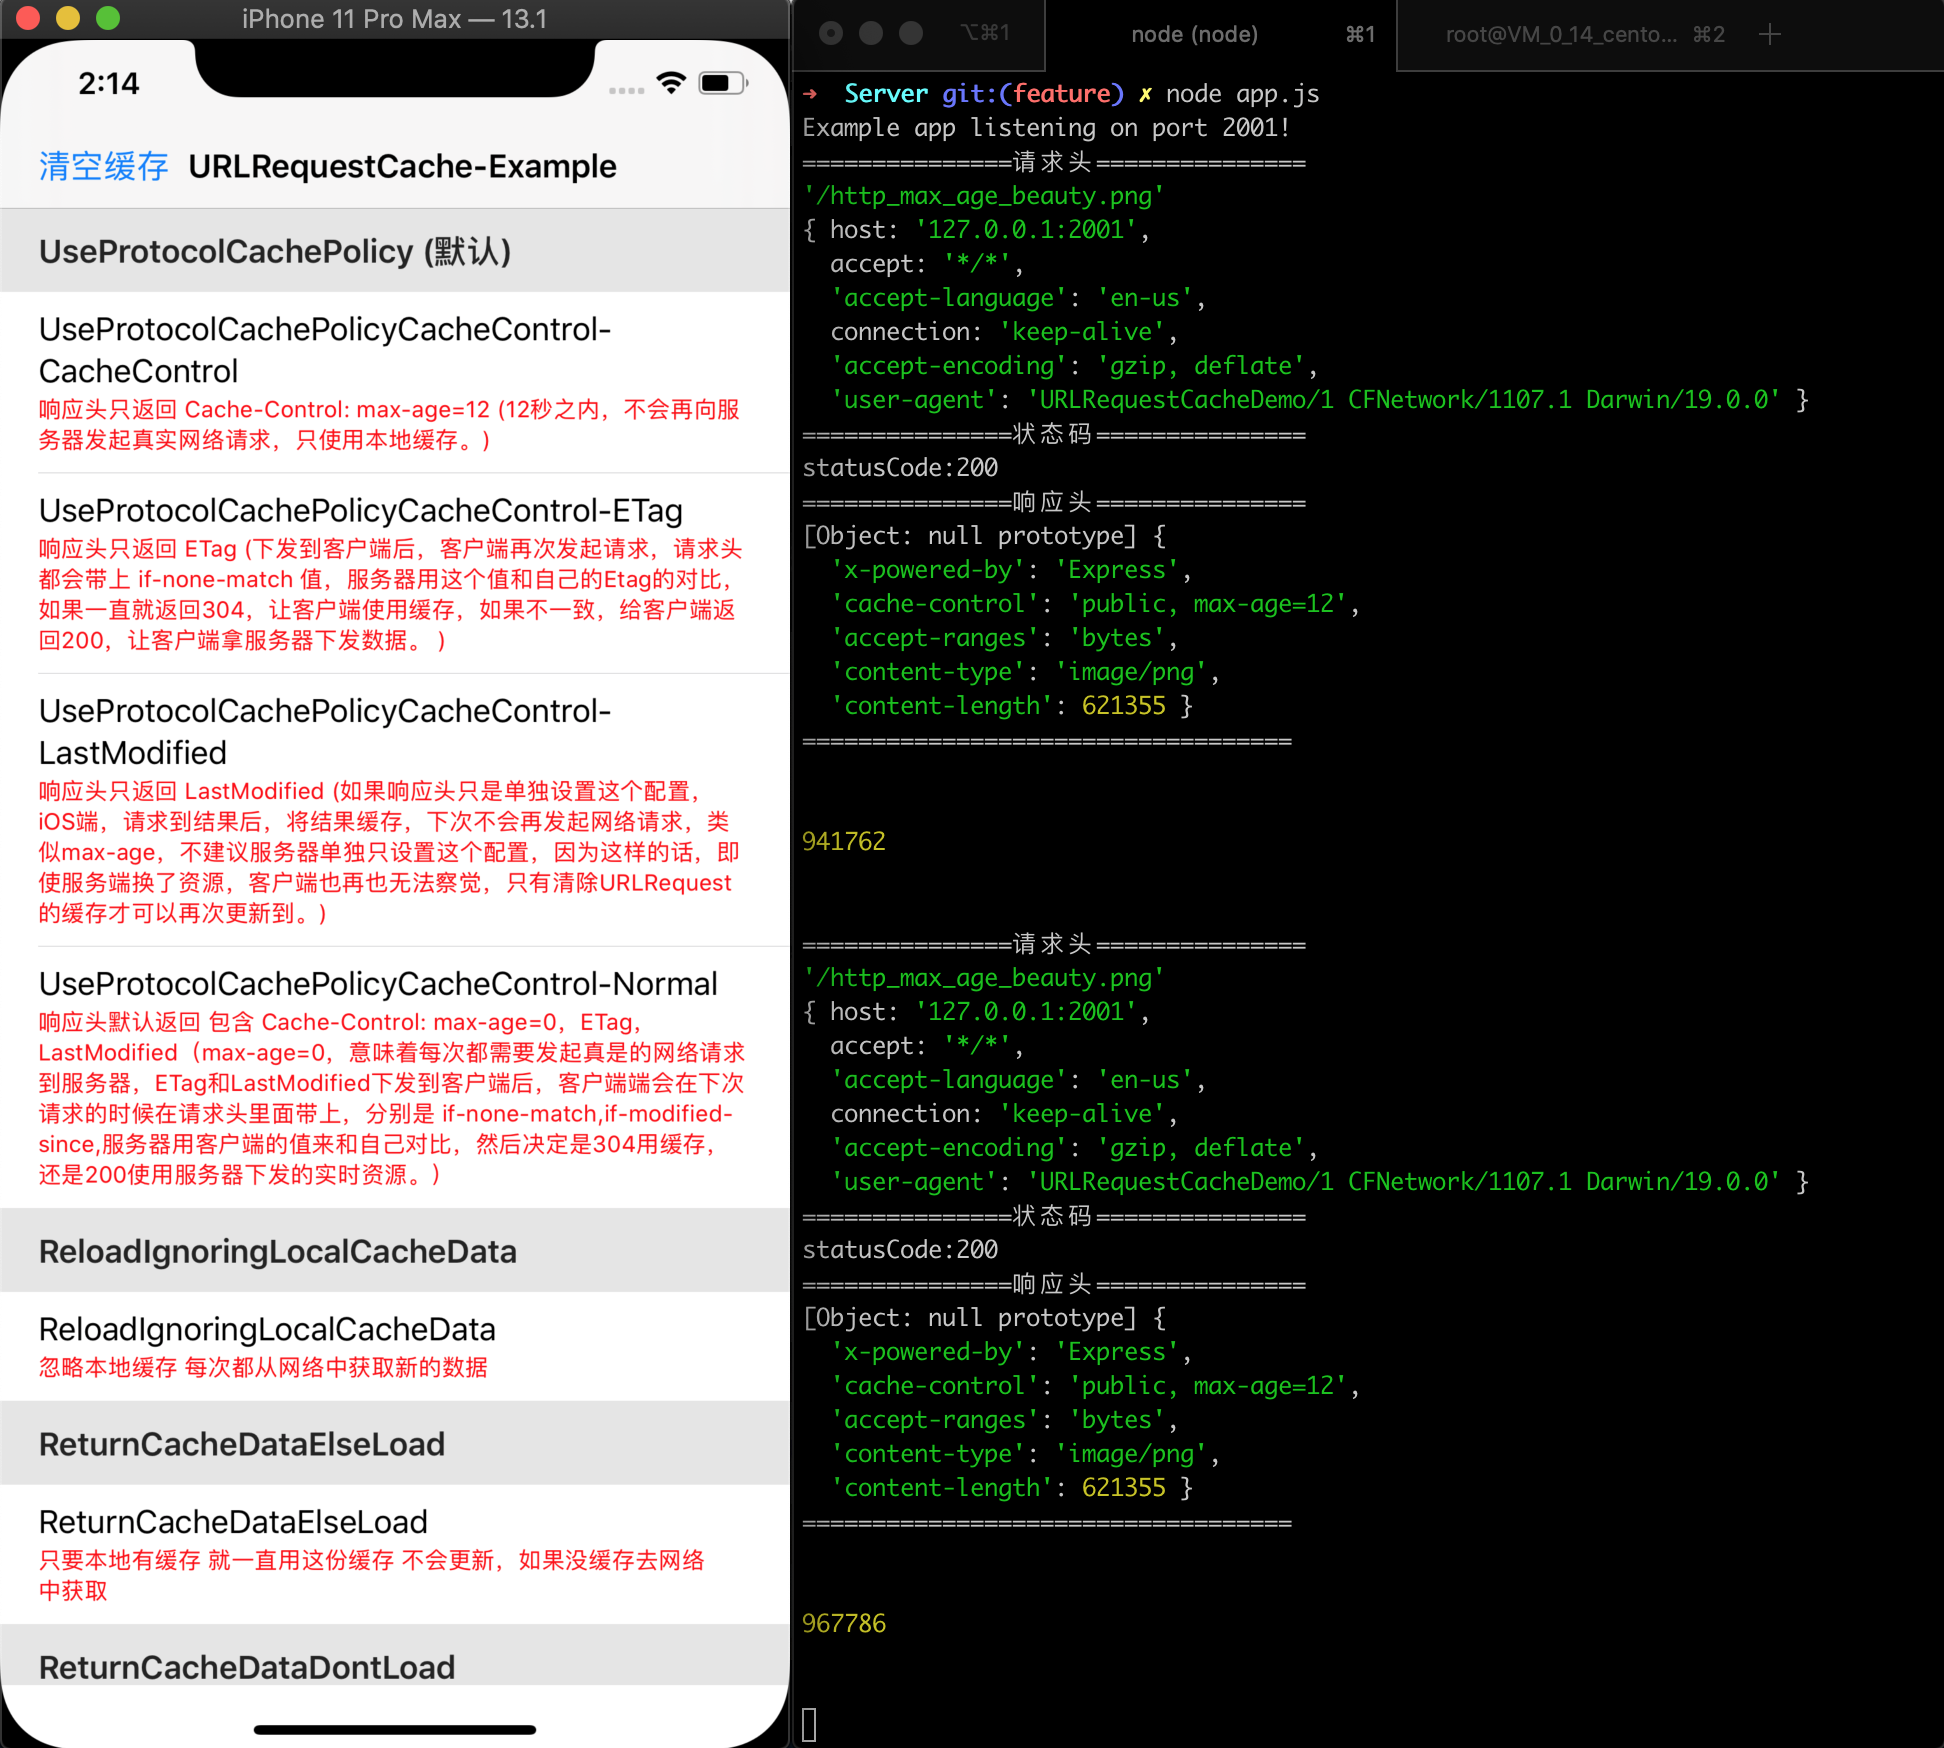 iPhone 11 Pro Max — 13.1
2:14
清空缓存 URLRequestCache-Example
UseProtocolCachePolicy (默认)
UseProtocolCachePolicyCacheControl-
CacheControl
响应头只返回 Cache-Control: max-age=12 (12秒之内，不会再向服
务器发起真实网络请求，只使用本地缓存。)
UseProtocolCachePolicyCacheControl-ETag
响应头只返回 ETag (下发到客户端后，客户端再次发起请求，请求头
都会带上 if-none-match 值，服务器用这个值和自己的Etag的对比，
如果一直就返回304，让客户端使用缓存，如果不一致，给客户端返
回200，让客户端拿服务器下发数据。 )
UseProtocolCachePolicyCacheControl-
LastModified
响应头只返回 LastModified (如果响应头只是单独设置这个配置，
iOS端，请求到结果后，将结果缓存，下次不会再发起网络请求，类
似max-age，不建议服务器单独只设置这个配置，因为这样的话，即
使服务端换了资源，客户端也再也无法察觉，只有清除URLRequest
的缓存才可以再次更新到。)
UseProtocolCachePolicyCacheControl-Normal
响应头默认返回 包含 Cache-Control: max-age=0，ETag，
LastModified（max-age=0，意味着每次都需要发起真是的网络请求
到服务器，ETag和LastModified下发到客户端后，客户端端会在下次
请求的时候在请求头里面带上，分别是 if-none-match,if-modified-
since,服务器用客户端的值来和自己对比，然后决定是304用缓存，
还是200使用服务器下发的实时资源。)
ReloadIgnoringLocalCacheData
ReloadIgnoringLocalCacheData
忽略本地缓存 每次都从网络中获取新的数据
ReturnCacheDataElseLoad
ReturnCacheDataElseLoad
只要本地有缓存 就一直用这份缓存 不会更新，如果没缓存去网络
中获取
ReturnCacheDataDontLoad
⌥⌘1 node (node) ⌘1 root@VM_0_14_cento... ⌘2 +
➜ Server git:(feature) ✗ node app.js
Example app listening on port 2001!
===============请求头===============
'/http_max_age_beauty.png'
{ host: '127.0.0.1:2001',
accept: '*/*',
'accept-language': 'en-us',
connection: 'keep-alive',
'accept-encoding': 'gzip, deflate',
'user-agent': 'URLRequestCacheDemo/1 CFNetwork/1107.1 Darwin/19.0.0' }
===============状态码===============
statusCode:200
===============响应头===============
[Object: null prototype] {
'x-powered-by': 'Express',
'cache-control': 'public, max-age=12',
'accept-ranges': 'bytes',
'content-type': 'image/png',
'content-length': 621355 }
===================================
941762
===============请求头===============
'/http_max_age_beauty.png'
{ host: '127.0.0.1:2001',
accept: '*/*',
'accept-language': 'en-us',
connection: 'keep-alive',
'accept-encoding': 'gzip, deflate',
'user-agent': 'URLRequestCacheDemo/1 CFNetwork/1107.1 Darwin/19.0.0' }
===============状态码===============
statusCode:200
===============响应头===============
[Object: null prototype] {
'x-powered-by': 'Express',
'cache-control': 'public, max-age=12',
'accept-ranges': 'bytes',
'content-type': 'image/png',
'content-length': 621355 }
===================================
967786